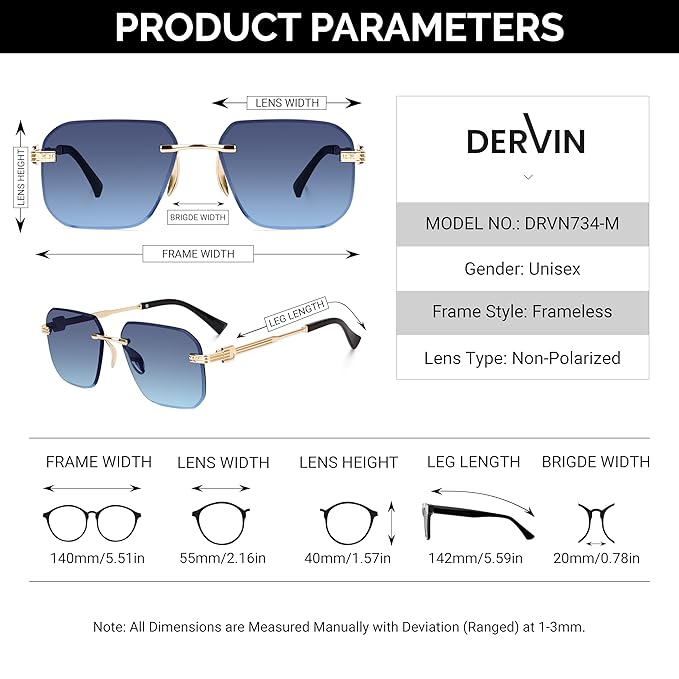 PRODUCT PARAMETERS
LENS WIDTH
LENS HEIGHT
BRIGDE WIDTH
FRAME WIDTH
LEG LENGTH
DERVIN
MODEL NO.: DRVN734-M
Gender: Unisex
Frame Style: Frameless
Lens Type: Non-Polarized
FRAME WIDTH
LENS WIDTH
LENS HEIGHT
LEG LENGTH
BRIGDE WIDTH
140mm/5.51in
55mm/2.16in
40mm/1.57in
142mm/5.59in
20mm/0.78in
Note: All Dimensions are Measured Manually with Deviation (Ranged) at 1-3mm.